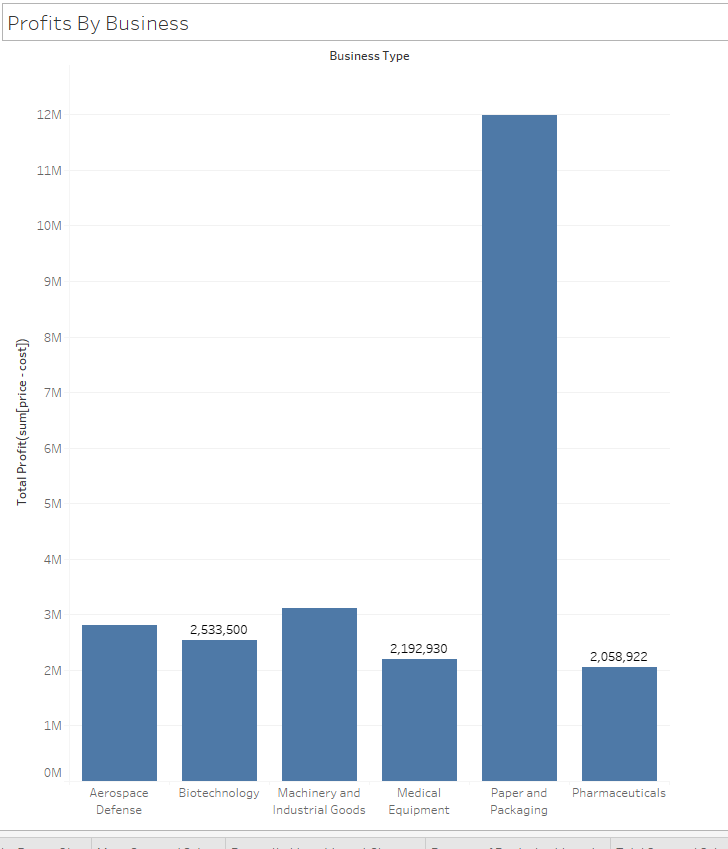 Profits By Business
Business Type
Total Profit(sum[price - cost])
12M
11M
10M
9M
8M
7M
6M
5M
4M
3M
2M
1M
0M
2,533,500
2,192,930
2,058,922
Aerospace
Defense
Biotechnology
Machinery and
Industrial Goods
Medical
Equipment
Paper and
Packaging
Pharmaceuticals